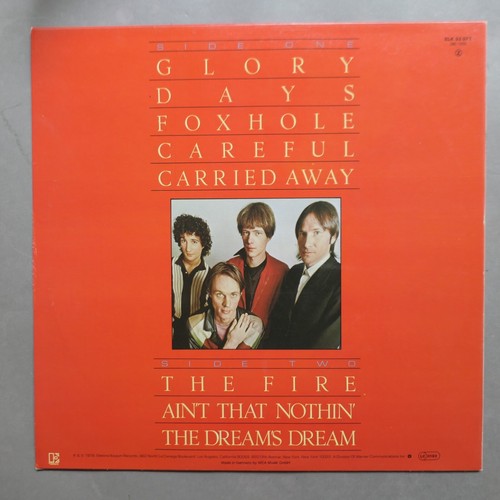 SIDE ONE
GLORY
DAYS
FOXHOLE
CAREFUL
CARRIED AWAY
SIDE TWO
THE FIRE
AIN'T THAT NOTHIN'
THE DREAM'S DREAM